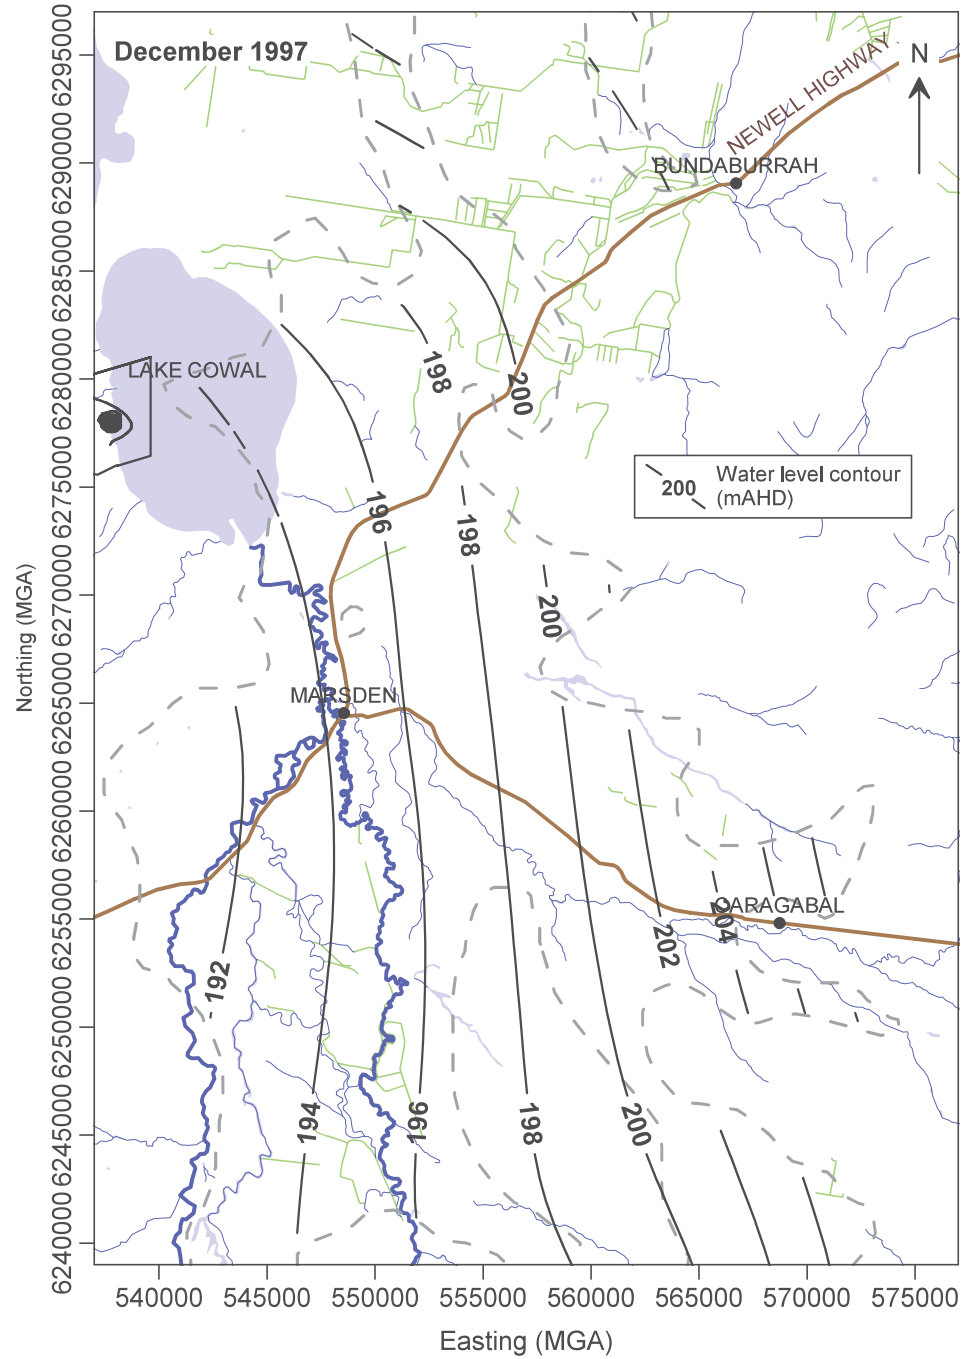 December 1997
N
NEWELL HIGHWAY
BUNDABURRAH
LAKE COWAL
198
200
Water level contour
200
(mAHD)
196
198
200
MARSDEN
CARAGABAL
204
202
192
194
196
198
200
6295000
6290000
6285000
6280000
6275000
6270000
6265000
6260000
6255000
6250000
6245000
6240000
Northing (MGA)
540000 545000 550000 555000 560000 565000 570000 575000
Easting (MGA)